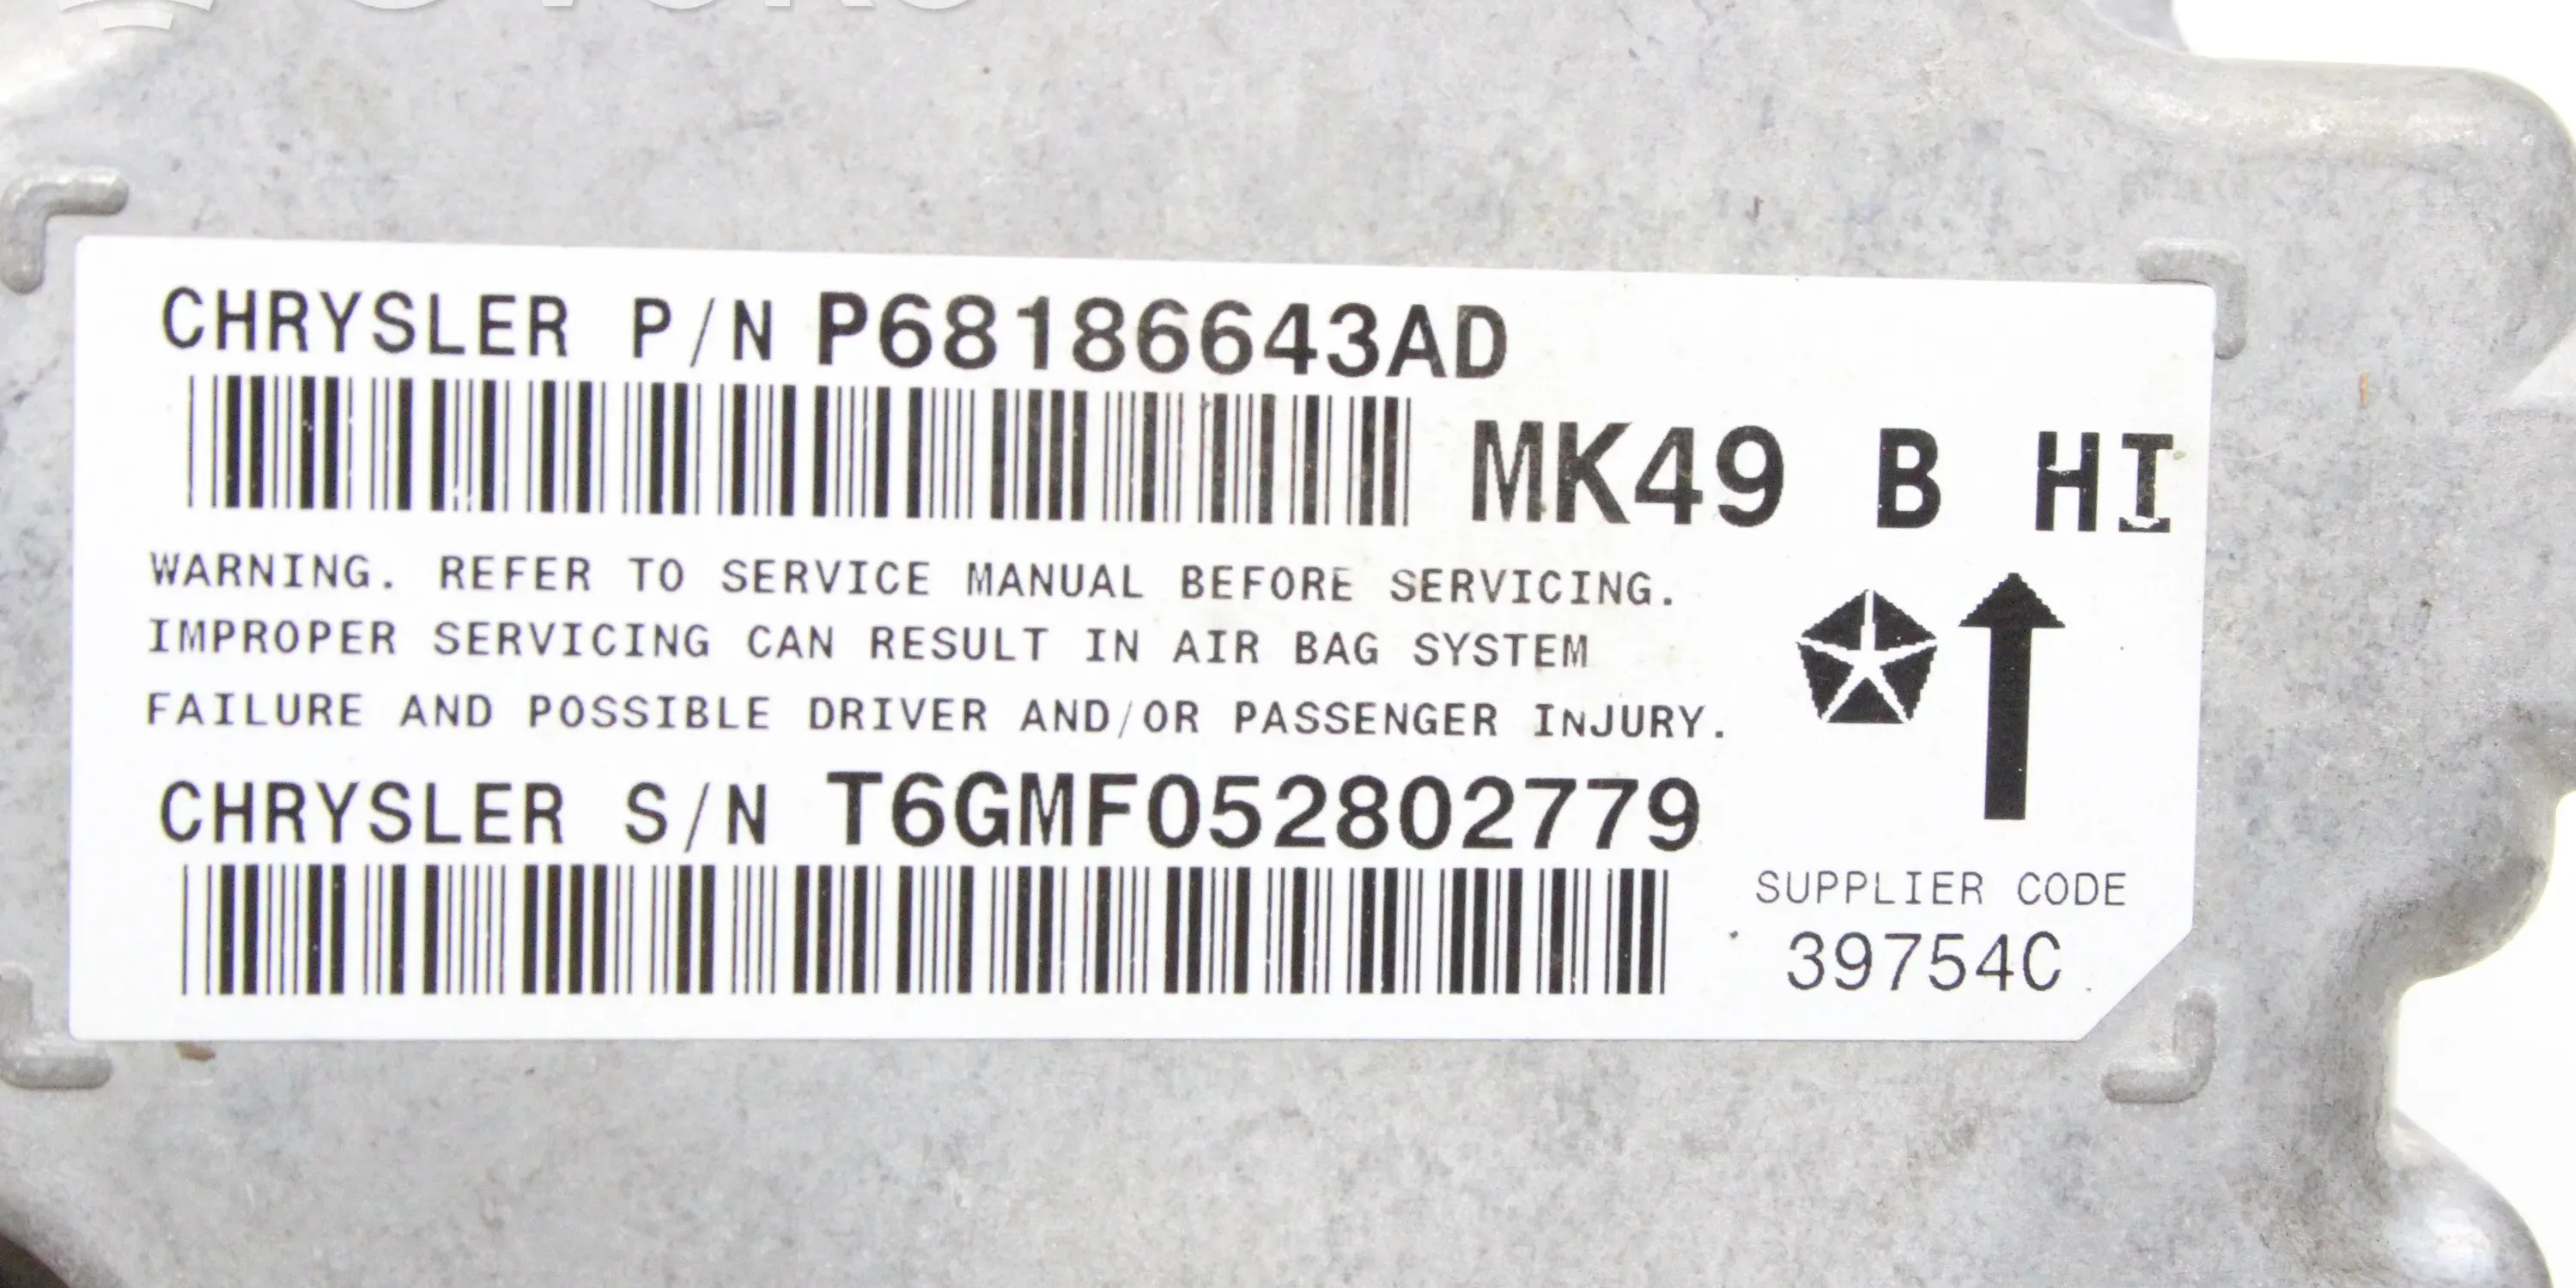 CHRYSLER P/N P68186643AD
MK49 B HI
WARNING. REFER TO SERVICE MANUAL BEFORE SERVICING.
IMPROPER SERVICING CAN RESULT IN AIR BAG SYSTEM
FAILURE AND POSSIBLE DRIVER AND/OR PASSENGER INJURY.
CHRYSLER S/N T6GMF052802779
SUPPLIER CODE
39754C